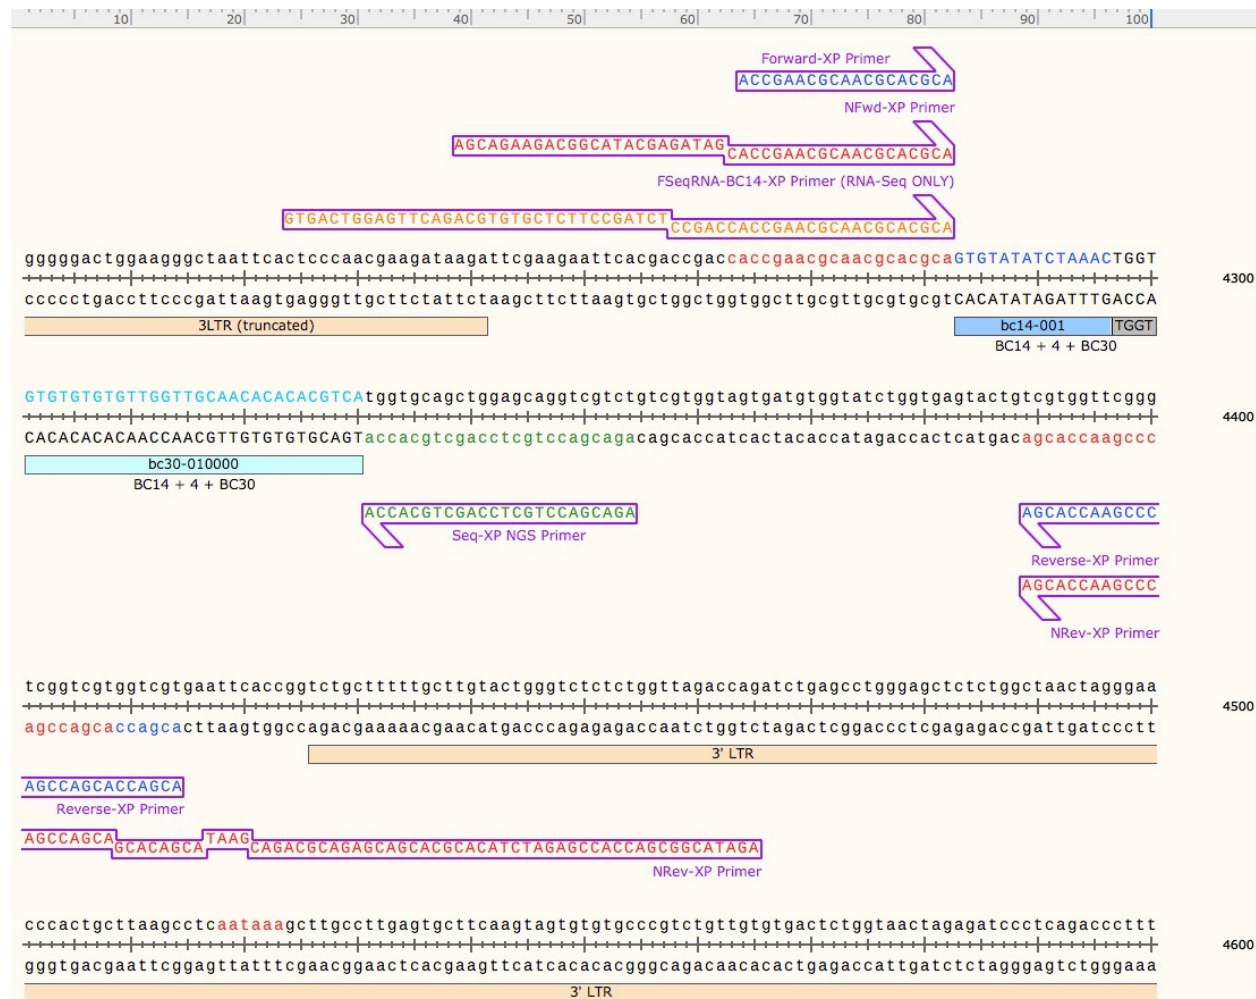 10 20 30 40 50 60 70 80 90 100
Forward-XP Primer
ACCGAACGCAACGCACGCA
NFwd-XP Primer
AGCAGAAGACGGCATACGAGATAG
CACCGAACGCAACGCACGCA
FSeqRNA-BC14-XP Primer (RNA-Seq ONLY)
GTGACTGGAGTTCAGACGTGTGCTCTTCCGATCT
CCGACCACCGAACGCAACGCACGCA
gggggactggaagggctaattcactcccaacgaagataagattcgaagaattcacgaccgaccaccgaacgcaacgcacgcaGTGTATATCTAAACTGGT
4300
ccccctgaccttcccgattaagtgagggttgcttctattctaagcttcttaagtgctggctggtggcttgcgttgcgtgcgtCACATATAGATTTGACCA
3LTR (truncated) bc14-001 TGGT
BC14 + 4 + BC30
GTGTGTGTGTTGGTTGCAACACACACGTCAtggtgcagctggagcaggtcgtctgtcgtggtagtgatgtggtatctggtgagtactgtcgtggttcggg
4400
CACACACACAACCAACGTTGTGTGTGCAGTaccacgtcgacctcgtccagcagacagcaccatcactacaccatagaccactcatgacagcaccaagccc
bc30-010000
BC14 + 4 + BC30
ACCACGTCGACCTCGTCCAGCAGA AGCACCAAGCCC
Seq-XP NGS Primer
Reverse-XP Primer
AGCACCAAGCCC
NRev-XP Primer
tcggtcgtggtcgtgaattcaccggtctgctttttgcttgtactgggtctctctggttagaccagatctgagcctgggagctctctggctaactagggaa
4500
agccagcaccagcacttaagtggccagacgaaaaacgaacatgacccagagagaccaatctggtctagactcggaccctcgagagaccgattgatccctt
3' LTR
AGCCAGCACCAGCA
Reverse-XP Primer
AGCCAGCA TAAG
GCACAGCA CAGACGCAGAGCAGCACGCACATCTAGAGCCACCAGCGGCATAGA
NRev-XP Primer
cccactgcttaagcctcaataaagcttgccttgagtgcttcaagtagtgtgtgcccgtctgttgtgtgactctggtaactagagatccctcagacccttt
4600
gggtgacgaattcggagttatttcgaacggaactcacgaagttcatcacacacgggcagacaacacactgagaccattgatctctagggagtctgggaaa
3' LTR